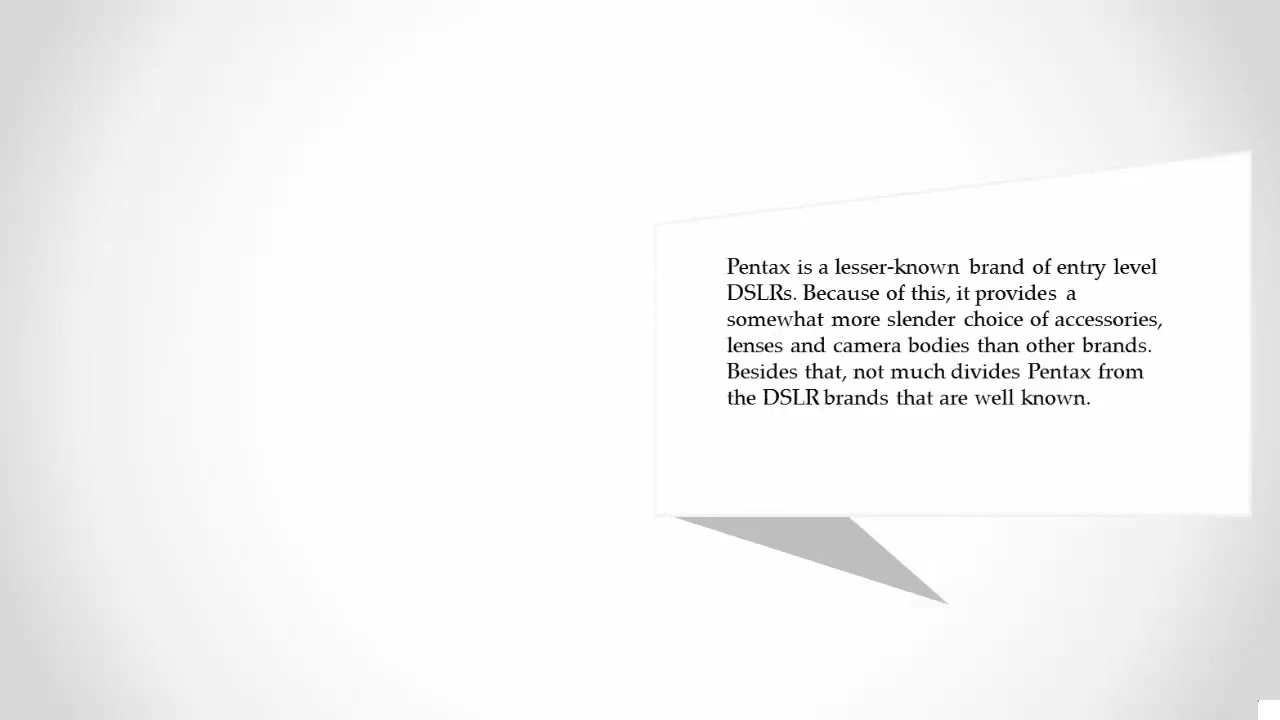 Pentax is a lesser-known brand of entry level
DSLRs. Because of this, it provides a
somewhat more slender choice of accessories,
lenses and camera bodies than other brands.
Besides that, not much divides Pentax from
the DSLR brands that are well known.